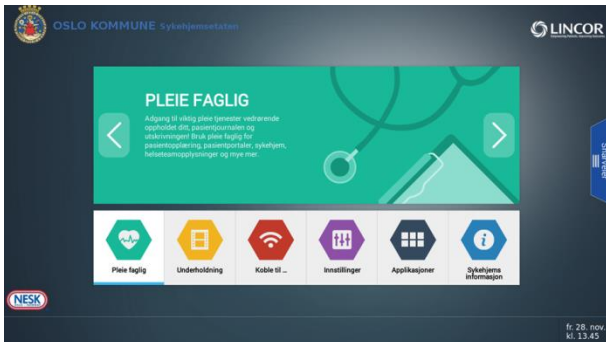 OSLO KOMMUNE Sykehjemsetaten
LINCOR
PLEIE FAGLIG
Adgang til viktig pleie tjenester vedrørende
oppholdet ditt, pasientjournalen og
utskrivningen! Bruk pleie faglig for
pasientopplæring, pasientportaler, sykehjem,
helseteamopplysninger og mye mer.
Snarveier
Pleie faglig
Underholdning
Koble til ...
Innstillinger
Applikasjoner
Sykehjems
informasjon
NESK
fr. 28. nov.
kl. 13.45